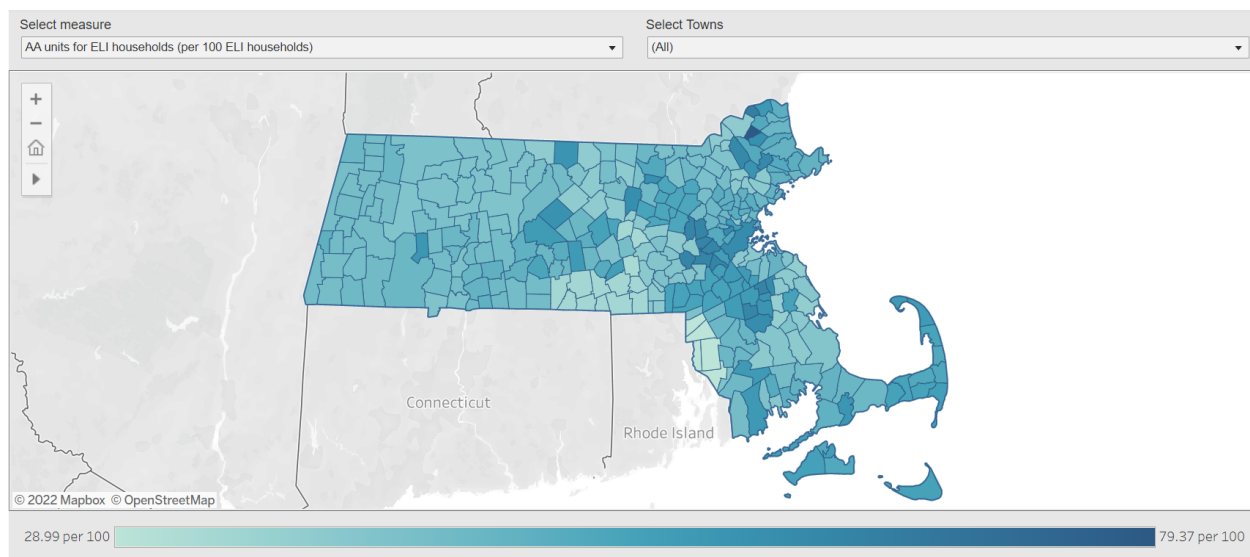 Select measure
AA units for ELI households (per 100 ELI households)
Select Towns
(All)
Connecticut
Rhode Island
© 2022 Mapbox © OpenStreetMap
28.99 per 100
79.37 per 100